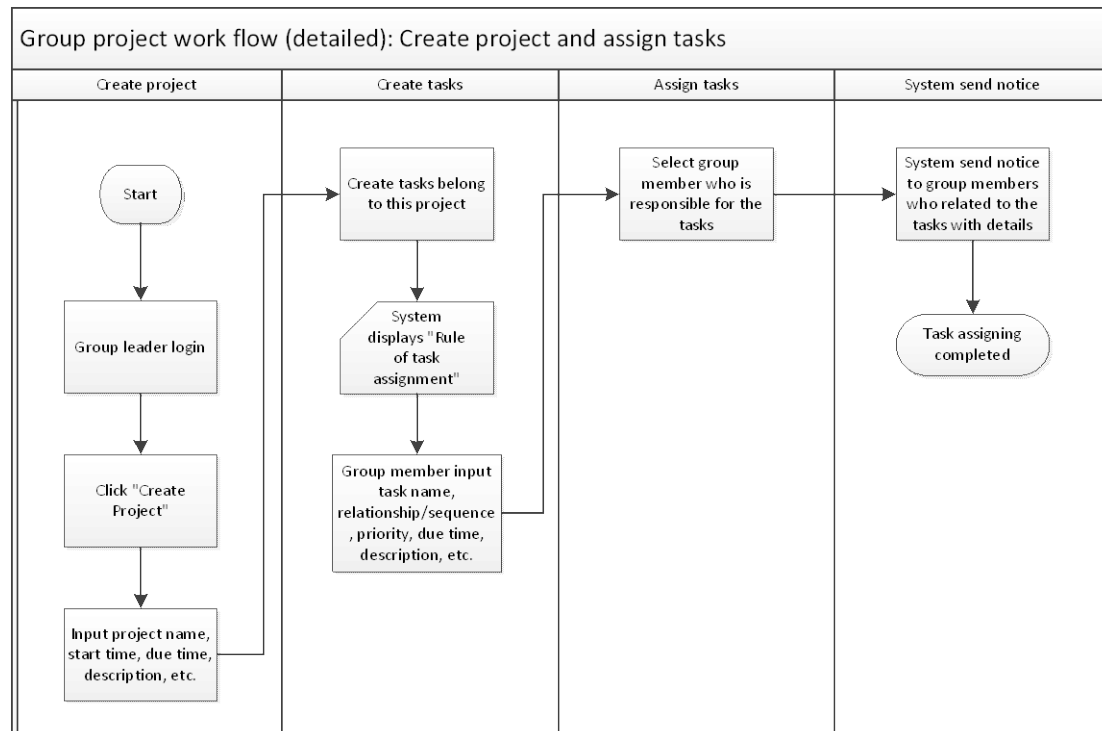 Group project work flow (detailed): Create project and assign tasks
Create project
Create tasks
Assign tasks
System send notice
Start
Group leader login
Click "Create
Project"
Input project name,
start time, due time,
description, etc.
Create tasks belong
to this project
System
displays "Rule
of task
assignment"
Group member input
task name,
relationship/sequence
, priority, due time,
description, etc.
Select group
member who is
responsible for the
tasks
System send notice
to group members
who related to the
tasks with details
Task assigning
completed